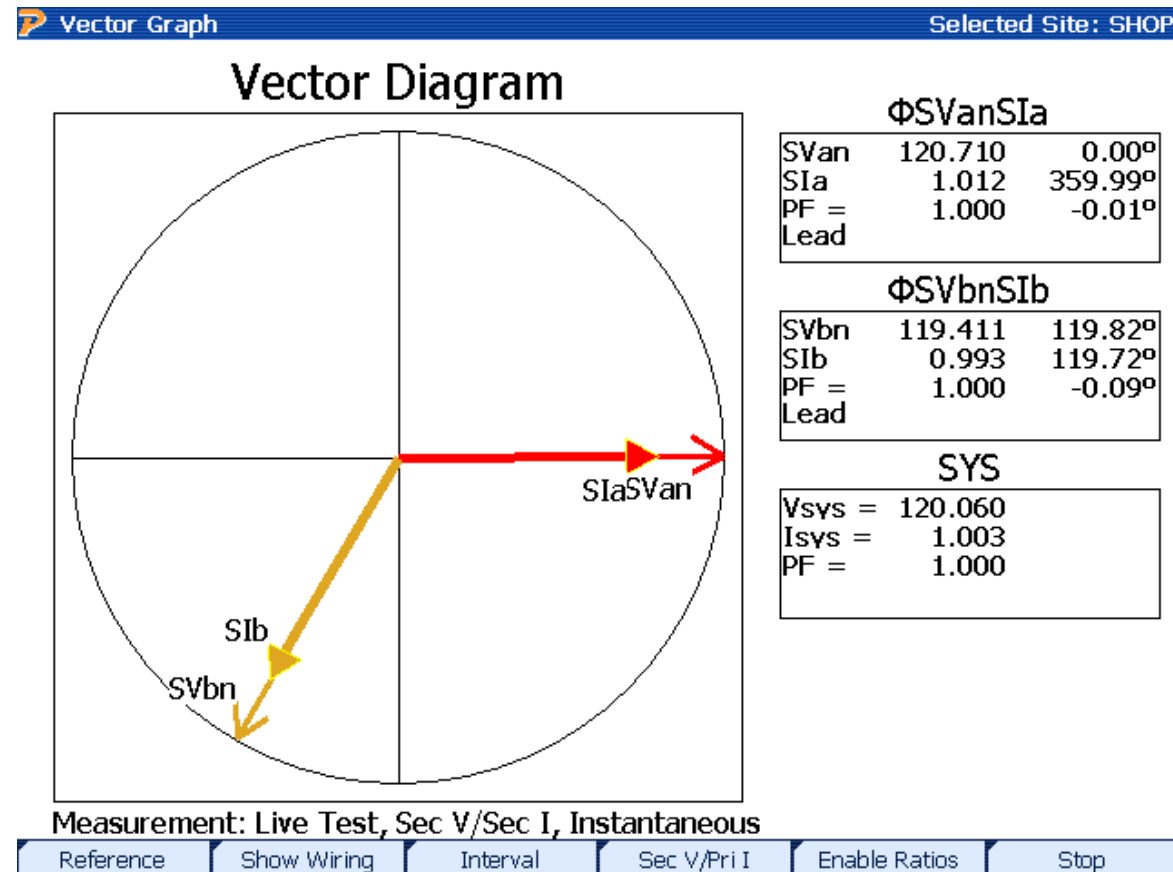 Vector Graph Selected Site: SHOP
Vector Diagram
SIaSVan
SIb
SVbn
Measurement: Live Test, Sec V/Sec I, Instantaneous
ΦSVanSIa
SVan 120.710 0.00º
SIa 1.012 359.99º
PF = 1.000 -0.01º
Lead
ΦSVbnSIb
SVbn 119.411 119.82º
SIb 0.993 119.72º
PF = 1.000 -0.09º
Lead
SYS
Vsys = 120.060
Isys = 1.003
PF = 1.000
Reference Show Wiring Interval Sec V/Pri I Enable Ratios Stop